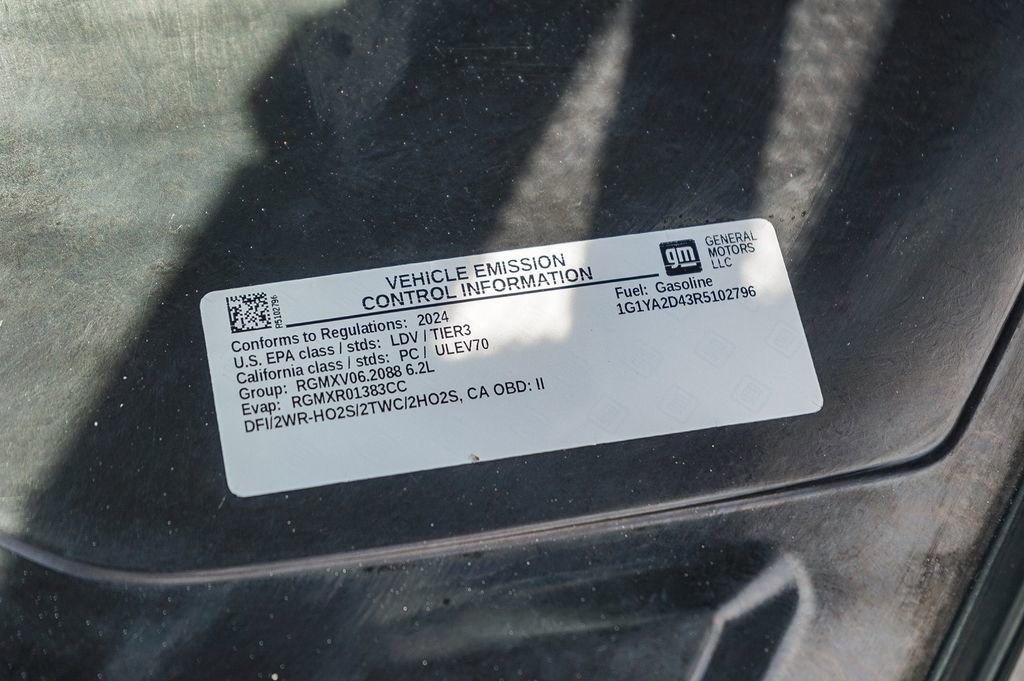 VEHICLE EMISSION
CONTROL INFORMATION
gm
GENERAL
MOTORS
LLC
R5102796
Fuel: Gasoline
1G1YA2D43R5102796
Conforms to Regulations: 2024
U.S. EPA class / stds: LDV / TIER3
California class / stds: PC / ULEV70
Group: RGMXV06.2088 6.2L
Evap: RGMXR01383CC
DFI/2WR-HO2S/2TWC/2HO2S, CA OBD: II